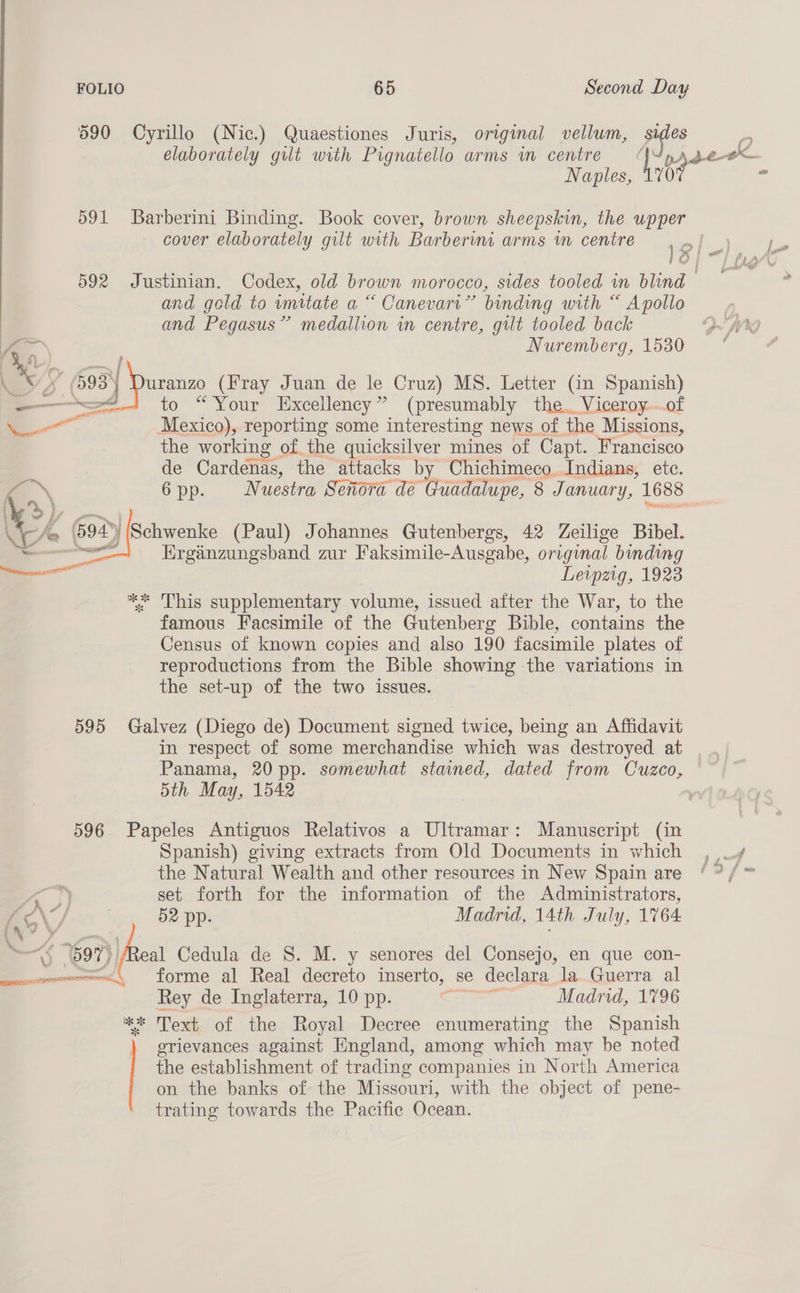 FOLIO 65 Second Day
590 Cyrillo (Nic.) Quaestiones Juris, original vellum, sides
elaborately gilt with Pignatello arms in centre
Naples, 1707
591 Barberini Binding. Book cover, brown sheepskin, the upper
cover elaborately gilt with Barberini arms in centre
592 Justinian. Codex, old brown morocco, sides tooled in blind
and gold to imitate a “Canevari” binding with “Apollo
and Pegasus” medallion in centre, gilt tooled back
Nuremberg, 1530
593 Duranzo (Fray Juan de le Cruz) MS. Letter (in Spanish)
to “Your Excellency” (presumably the Viceroy of
Mexico), reporting some interesting news of the Missions,
the working of the quicksilver mines of Capt. Francisco
de Cardenas, the attacks by Chichimeco Indians, etc.
6 pp. Nuestra Señora de Guadalupe, 8 January, 1688
594 Schwenke (Paul) Johannes Gutenbergs, 42 Zeilige Bibel.
Ergänzungsband zur Faksimile-Ausgabe, original binding
Leipzig, 1923
*** This supplementary volume, issued after the War, to the
famous Facsimile of the Gutenberg Bible, contains the
Census of known copies and also 190 facsimile plates of
reproductions from the Bible showing the variations in
the set-up of the two issues.
595 Galvez (Diego de) Document signed twice, being an Affidavit
in respect of some merchandise which was destroyed at
Panama, 20 pp. somewhat stained, dated from Cuzco,
5th May, 1542
596 Papeles Antiguos Relativos a Ultramar: Manuscript (in
Spanish) giving extracts from Old Documents in which
the Natural Wealth and other resources in New Spain are
set forth for the information of the Administrators,
52 pp. Madrid, 14th July, 1764
597 Real Cedula de S. M. y senores del Consejo, en que con-
forme al Real decreto inserto, se declara la Guerra al
Rey de Inglaterra, 10 pp. Madrid, 1796
*** Text of the Royal Decree enumerating the Spanish
grievances against England, among which may be noted
the establishment of trading companies in North America
on the banks of the Missouri, with the object of pene-
trating towards the Pacific Ocean.